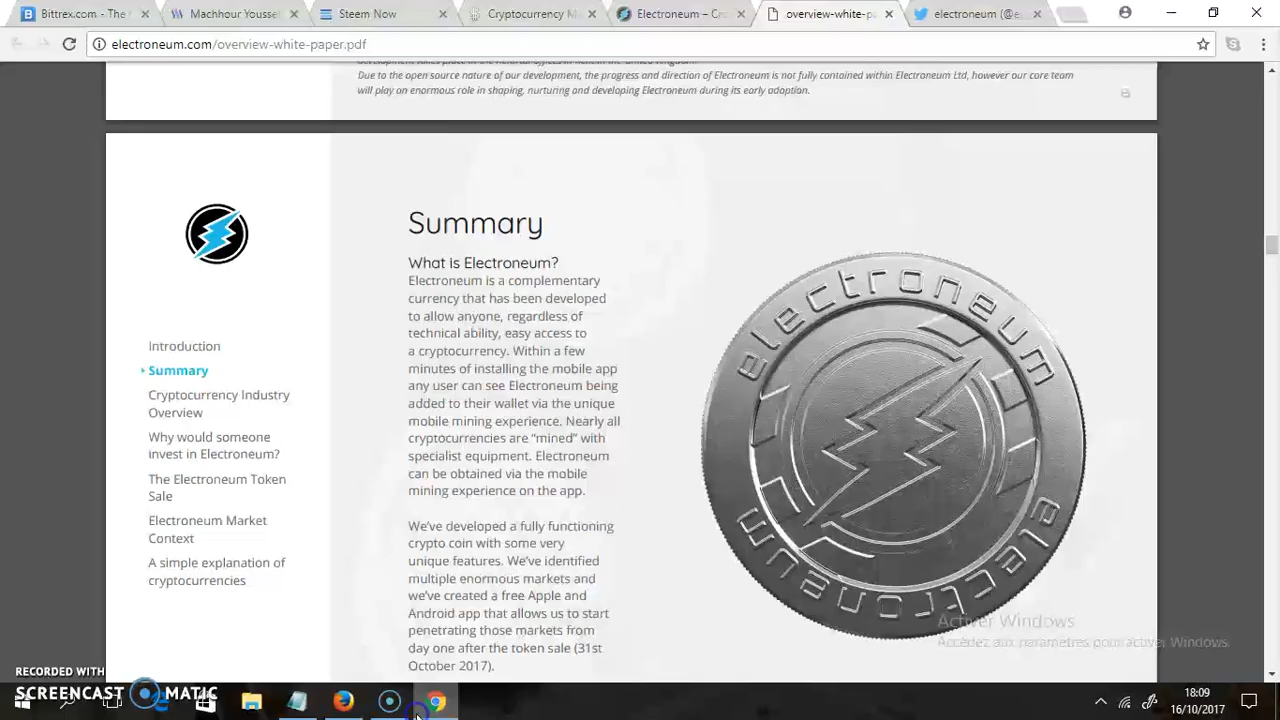 Bittrex.com - The
Machhour Yousse
Steem Now
Cryptocurrency M
Electroneum – Cr
overview-white-pa
electroneum (@e
electroneum.com/overview-white-paper.pdf
Due to the open source nature of our development, the progress and direction of Electroneum is not fully contained within Electroneum Ltd, however our core team
will play an enormous role in shaping, nurturing and developing Electroneum during its early adoption.
Introduction
Summary
Cryptocurrency Industry
Overview
Why would someone
invest in Electroneum?
The Electroneum Token
Sale
Electroneum Market
Context
A simple explanation of
cryptocurrencies
Summary
What is Electroneum?
Electroneum is a complementary
currency that has been developed
to allow anyone, regardless of
technical ability, easy access to
a cryptocurrency. Within a few
minutes of installing the mobile app
any user can see Electroneum being
added to their wallet via the unique
mobile mining experience. Nearly all
cryptocurrencies are “mined” with
specialist equipment. Electroneum
can be obtained via the mobile
mining experience on the app.
We’ve developed a fully functioning
crypto coin with some very
unique features. We’ve identified
multiple enormous markets and
we’ve created a free Apple and
Android app that allows us to start
penetrating those markets from
day one after the token sale (31st
October 2017).
electroneum
electroneum
Activer Windows
Accédez aux paramètres pour activer Windows.
RECORDED WITH
SCREENCAST MATIC
18:09
16/10/2017